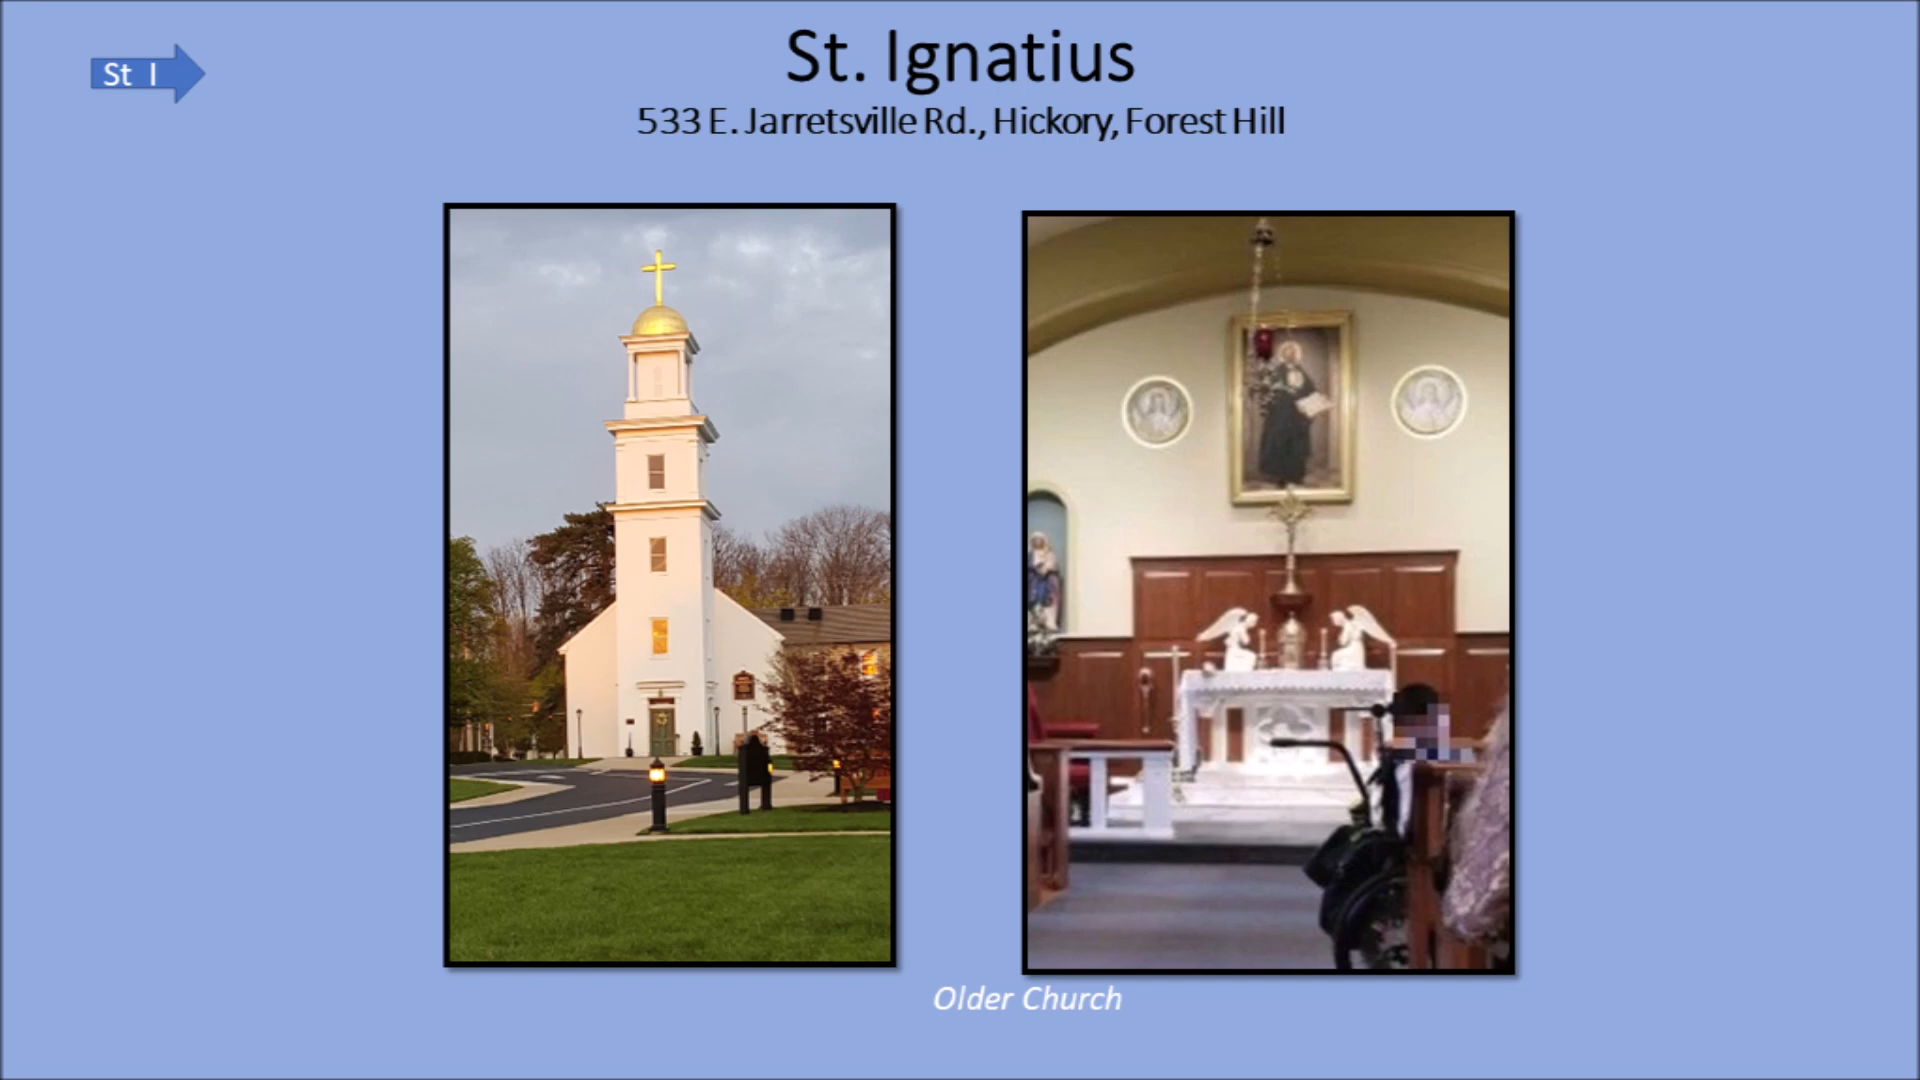 St I
St. Ignatius
533 E. Jarretsville Rd., Hickory, Forest Hill
Older Church